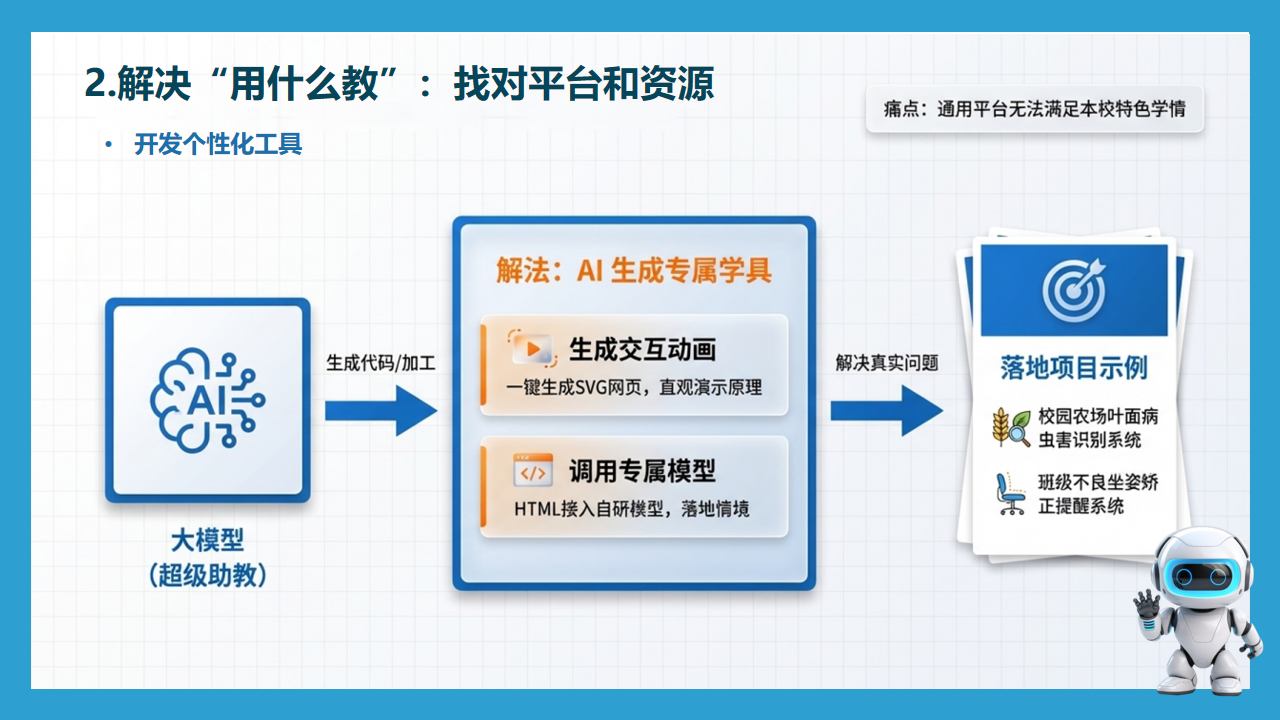 2.解决“用什么教”：找对平台和资源
痛点：通用平台无法满足本校特色学情
• 开发个性化工具
AI
大模型
（超级助教）
生成代码/加工
解法：AI 生成专属学具
生成交互动画
一键生成SVG网页，直观演示原理
</>
调用专属模型
HTML接入自研模型，落地情境
解决真实问题
落地项目示例
校园农场叶面病
虫害识别系统
班级不良坐姿矫
正提醒系统